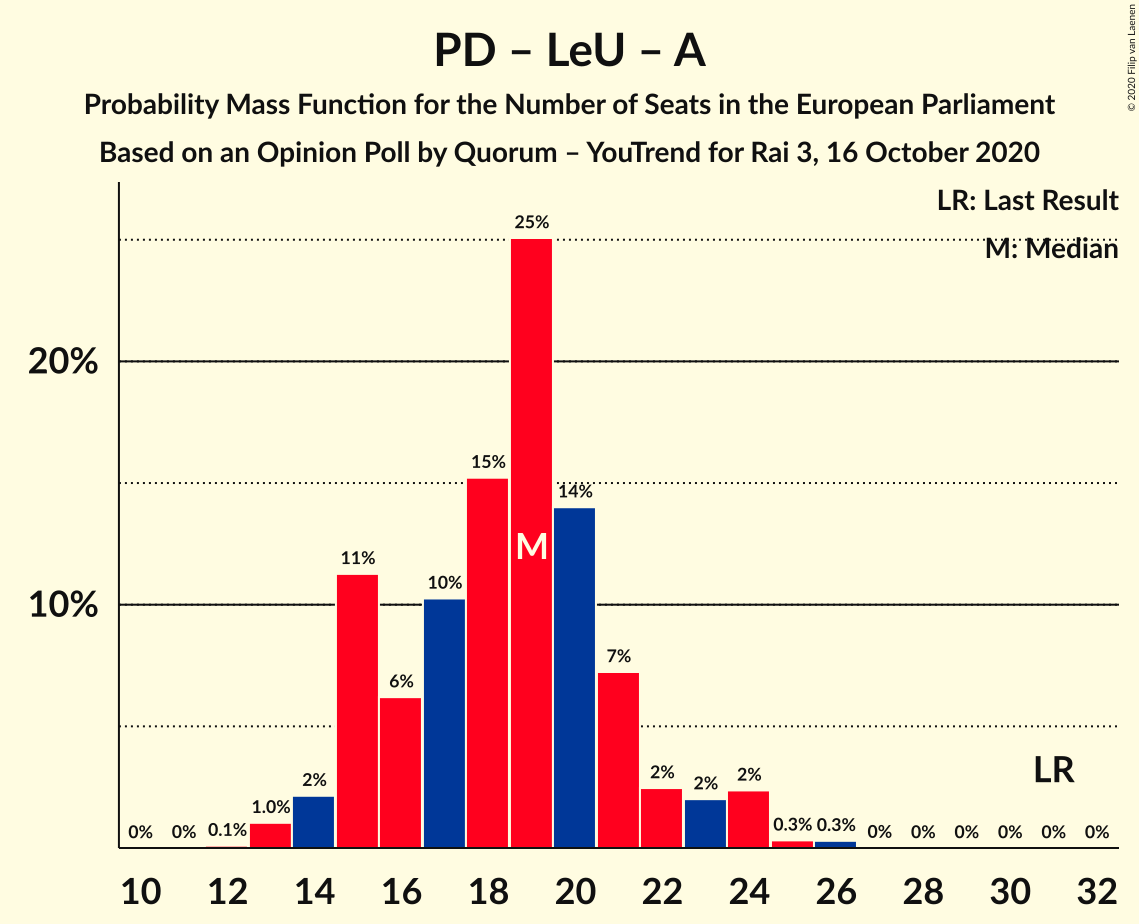 PD – LeU – A
Probability Mass Function for the Number of Seats in the European Parliament
Based on an Opinion Poll by Quorum – YouTrend for Rai 3, 16 October 2020
© 2020 Filip van Laenen
LR: Last Result
M: Median
20%
10%
0% 0% 0.1% 1.0% 2% 11% 6% 10% 15% 25% 14% 7% 2% 2% 2% 0.3% 0.3% 0% 0% 0% 0% 0% 0%
M
LR
10 12 14 16 18 20 22 24 26 28 30 32